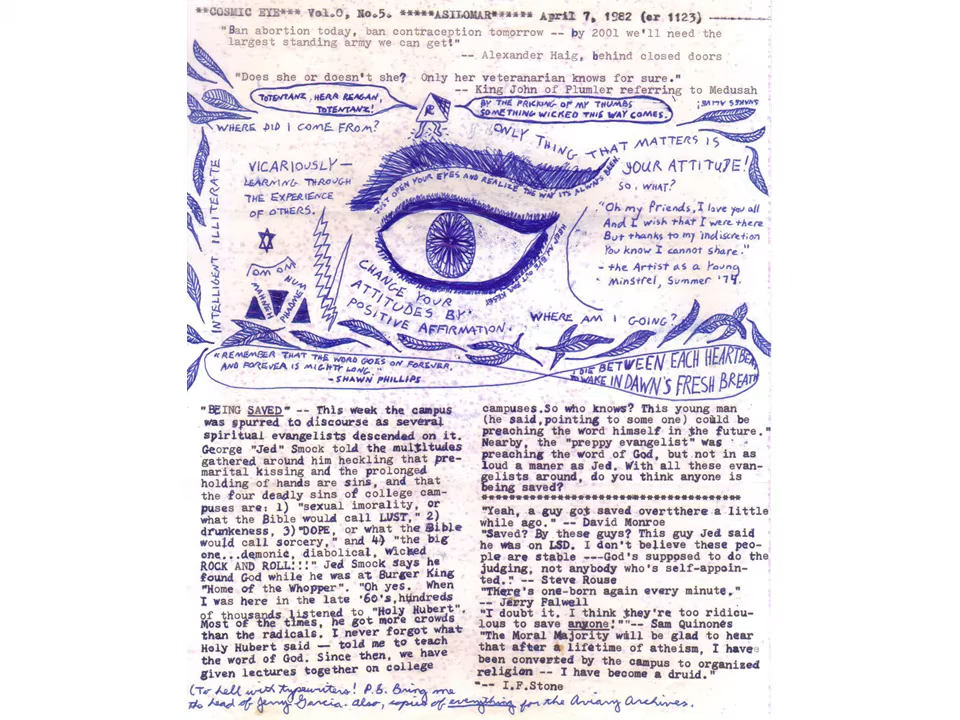 **COSMIC EYE*** Vol.0, No.5. *****ASILOMAR****** April 7, 1982 (or 1123)
"Ban abortion today, ban contraception tomorrow -- by 2001 we'll need the
largest standing army we can get!"
-- Alexander Haig, behind closed doors
"Does she or doesn't she? Only her veteranarian knows for sure."
-- King John of Plumler referring to Medusah
TOTENTANZ, HERR REAGAN,
TOTENTANZ!
R
BY THE PRICKING OF MY THUMBS
SOMETHING WICKED THIS WAY COMES.
SNAKES ALIVE!
WHERE DID I COME FROM?
ONLY THING THAT MATTERS IS
YOUR ATTITUDE!
SO, WHAT?
INTELLIGENT ILLITERATE
VICARIOUSLY —
LEARNING THROUGH
THE EXPERIENCE
OF OTHERS.
JUST OPEN YOUR EYES AND REALIZE THE WAY ITS ALWAYS BEEN.
"Oh my friends, I love you all
And I wish that I were there
But thanks to my indiscretion
You know I cannot share."
- the Artist as a Young
Minstrel, Summer '74.
OM OM
MAHNEH
HUM
PHADME
CHANGE YOUR
ATTITUDES BY
POSITIVE AFFIRMATION.
WHERE AM I GOING?
"REMEMBER THAT THE WORD GOES ON FOREVER,
AND FOREVER IS MIGHTY LONG."
- SHAWN PHILLIPS
I DIE BETWEEN EACH HEARTBEAT
TO WAKE IN DAWN'S FRESH BREATH
"BEING SAVED" -- This week the campus
was spurred to discourse as several
spiritual evangelists descended on it.
George "Jed" Smock told the multitudes
gathered around him heckling that pre-
marital kissing and the prolonged
holding of hands are sins, and that
the four deadly sins of college cam-
puses are: 1) "sexual imorality, or
what the Bible would call LUST," 2)
drunkeness, 3)"DOPE, or what the Bible
would call sorcery," and 4) "the big
one...demonic, diabolical, wicked
ROCK AND ROLL!!!" Jed Smock says he
found God while he was at Burger King
"Home of the Whopper". "Oh yes. When
I was here in the late '60's,hundreds
of thousands listened to "Holy Hubert".
Most of the times, he got more crowds
than the radicals. I never forgot what
Holy Hubert said — told me to teach
the word of God. Since then, we have
given lectures together on college
campuses.So who knows? This young man
(he said,pointing to some one) could be
preaching the word himself in the future."
Nearby, the "preppy evangelist" was
preaching the word of God, but not in as
loud a maner as Jed. With all these evan-
gelists around, do you think anyone is
being saved?
**************************************
"Yeah, a guy got saved overtthere a little
while ago." -- David Monroe
"Saved? By these guys? This guy Jed said
he was on LSD. I don't believe these peo-
ple are stable ---God's supposed to do the
judging, not anybody who's self-appoin-
ted." -- Steve Rouse
"There's one-born again every minute."
-- Jerry Falwell
"I doubt it. I think they're too ridicu-
lous to save anyone!""-- Sam Quinones
"The Moral Majority will be glad to hear
that after a lifetime of atheism, I have
been converted by the campus to organized
religion -- I have become a druid."
"-- I.F.Stone
(To hell with typewriters! P.S. Bring me
the head of Jerry Garcia. Also, copies of everything for the Aviary Archives.